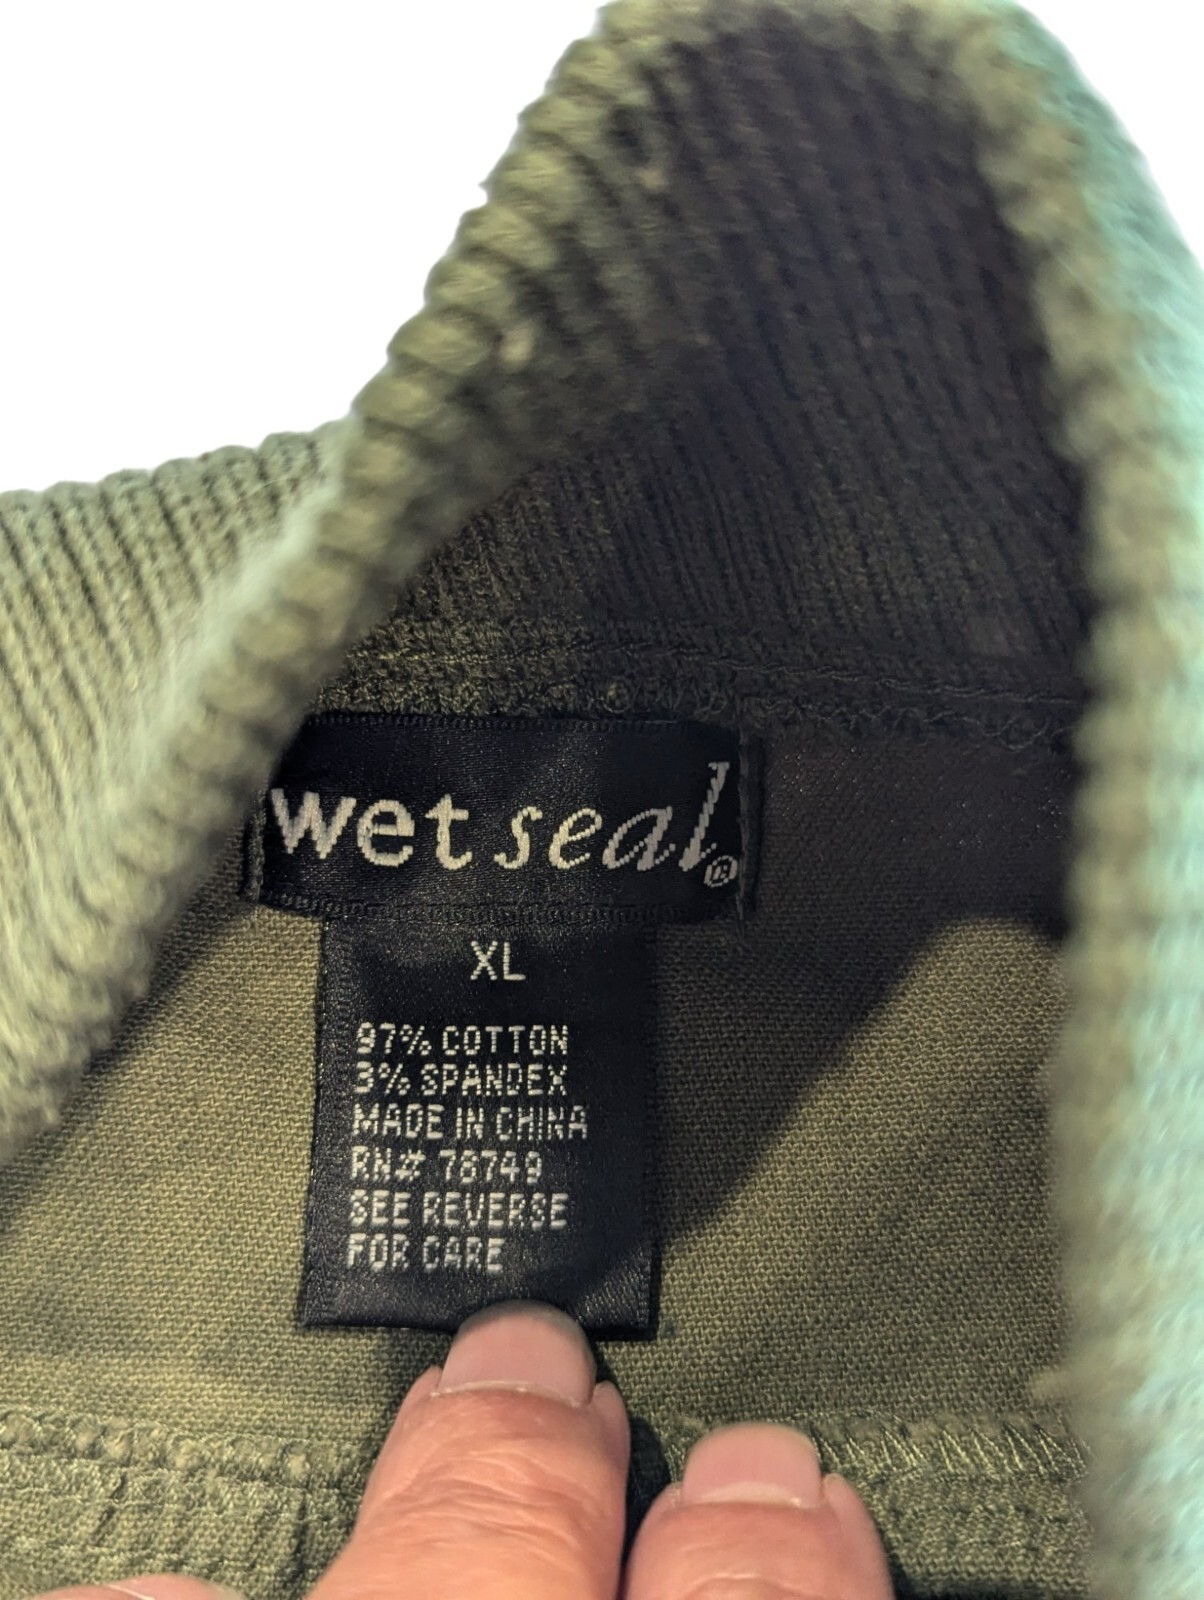 wet seal®
XL
97% COTTON
3% SPANDEX
MADE IN CHINA
RN# 78749
SEE REVERSE
FOR CARE